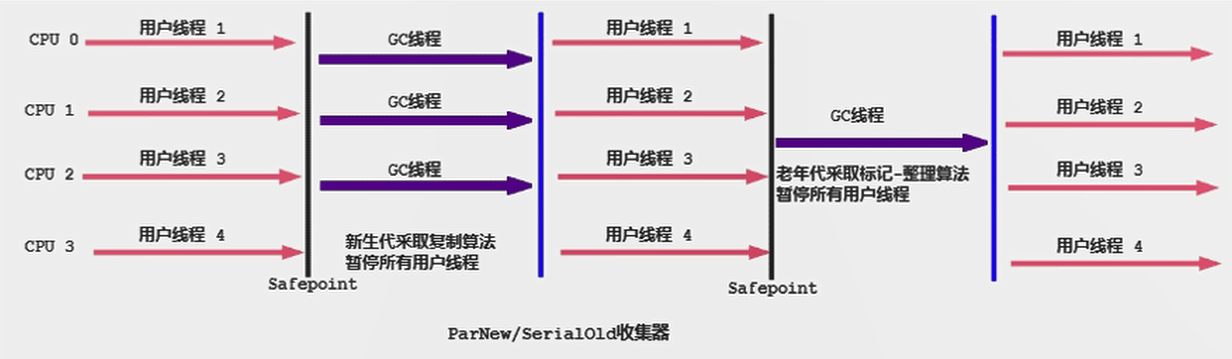 CPU 0
用户线程 1
GC线程
用户线程 1
用户线程 1
CPU 1
用户线程 2
GC线程
用户线程 2
GC线程
用户线程 2
CPU 2
用户线程 3
GC线程
用户线程 3
老年代采取标记-整理算法
暂停所有用户线程
用户线程 3
CPU 3
用户线程 4
新生代采取复制算法
暂停所有用户线程
用户线程 4
用户线程 4
Safepoint
Safepoint
ParNew/SerialOld收集器